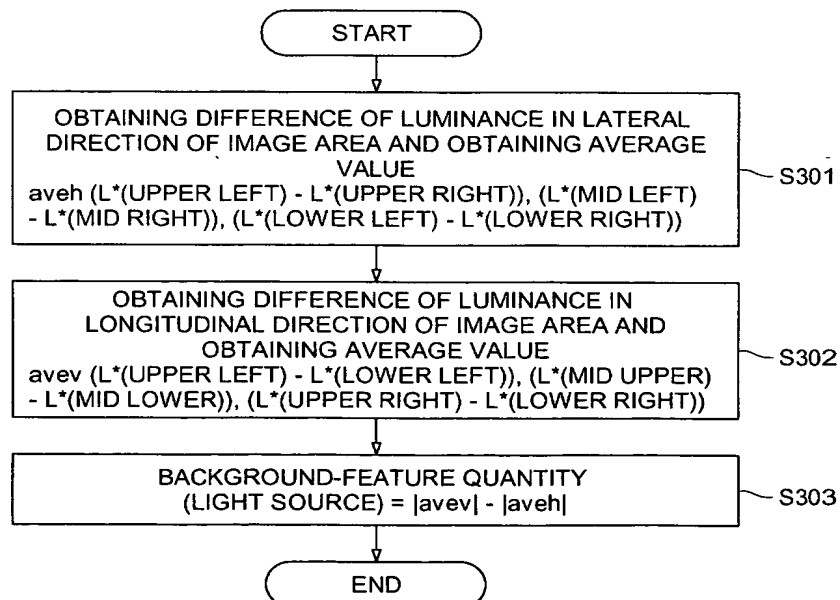 START
OBTAINING DIFFERENCE OF LUMINANCE IN LATERAL
DIRECTION OF IMAGE AREA AND OBTAINING AVERAGE
VALUE
aveh (L*(UPPER LEFT) - L*(UPPER RIGHT)), (L*(MID LEFT)
- L*(MID RIGHT)), (L*(LOWER LEFT) - L*(LOWER RIGHT))
S301
OBTAINING DIFFERENCE OF LUMINANCE IN
LONGITUDINAL DIRECTION OF IMAGE AREA AND
OBTAINING AVERAGE VALUE
avev (L*(UPPER LEFT) - L*(LOWER LEFT)), (L*(MID UPPER)
- L*(MID LOWER)), (L*(UPPER RIGHT) - L*(LOWER RIGHT))
S302
BACKGROUND-FEATURE QUANTITY
(LIGHT SOURCE) = |avev| - |aveh|
S303
END